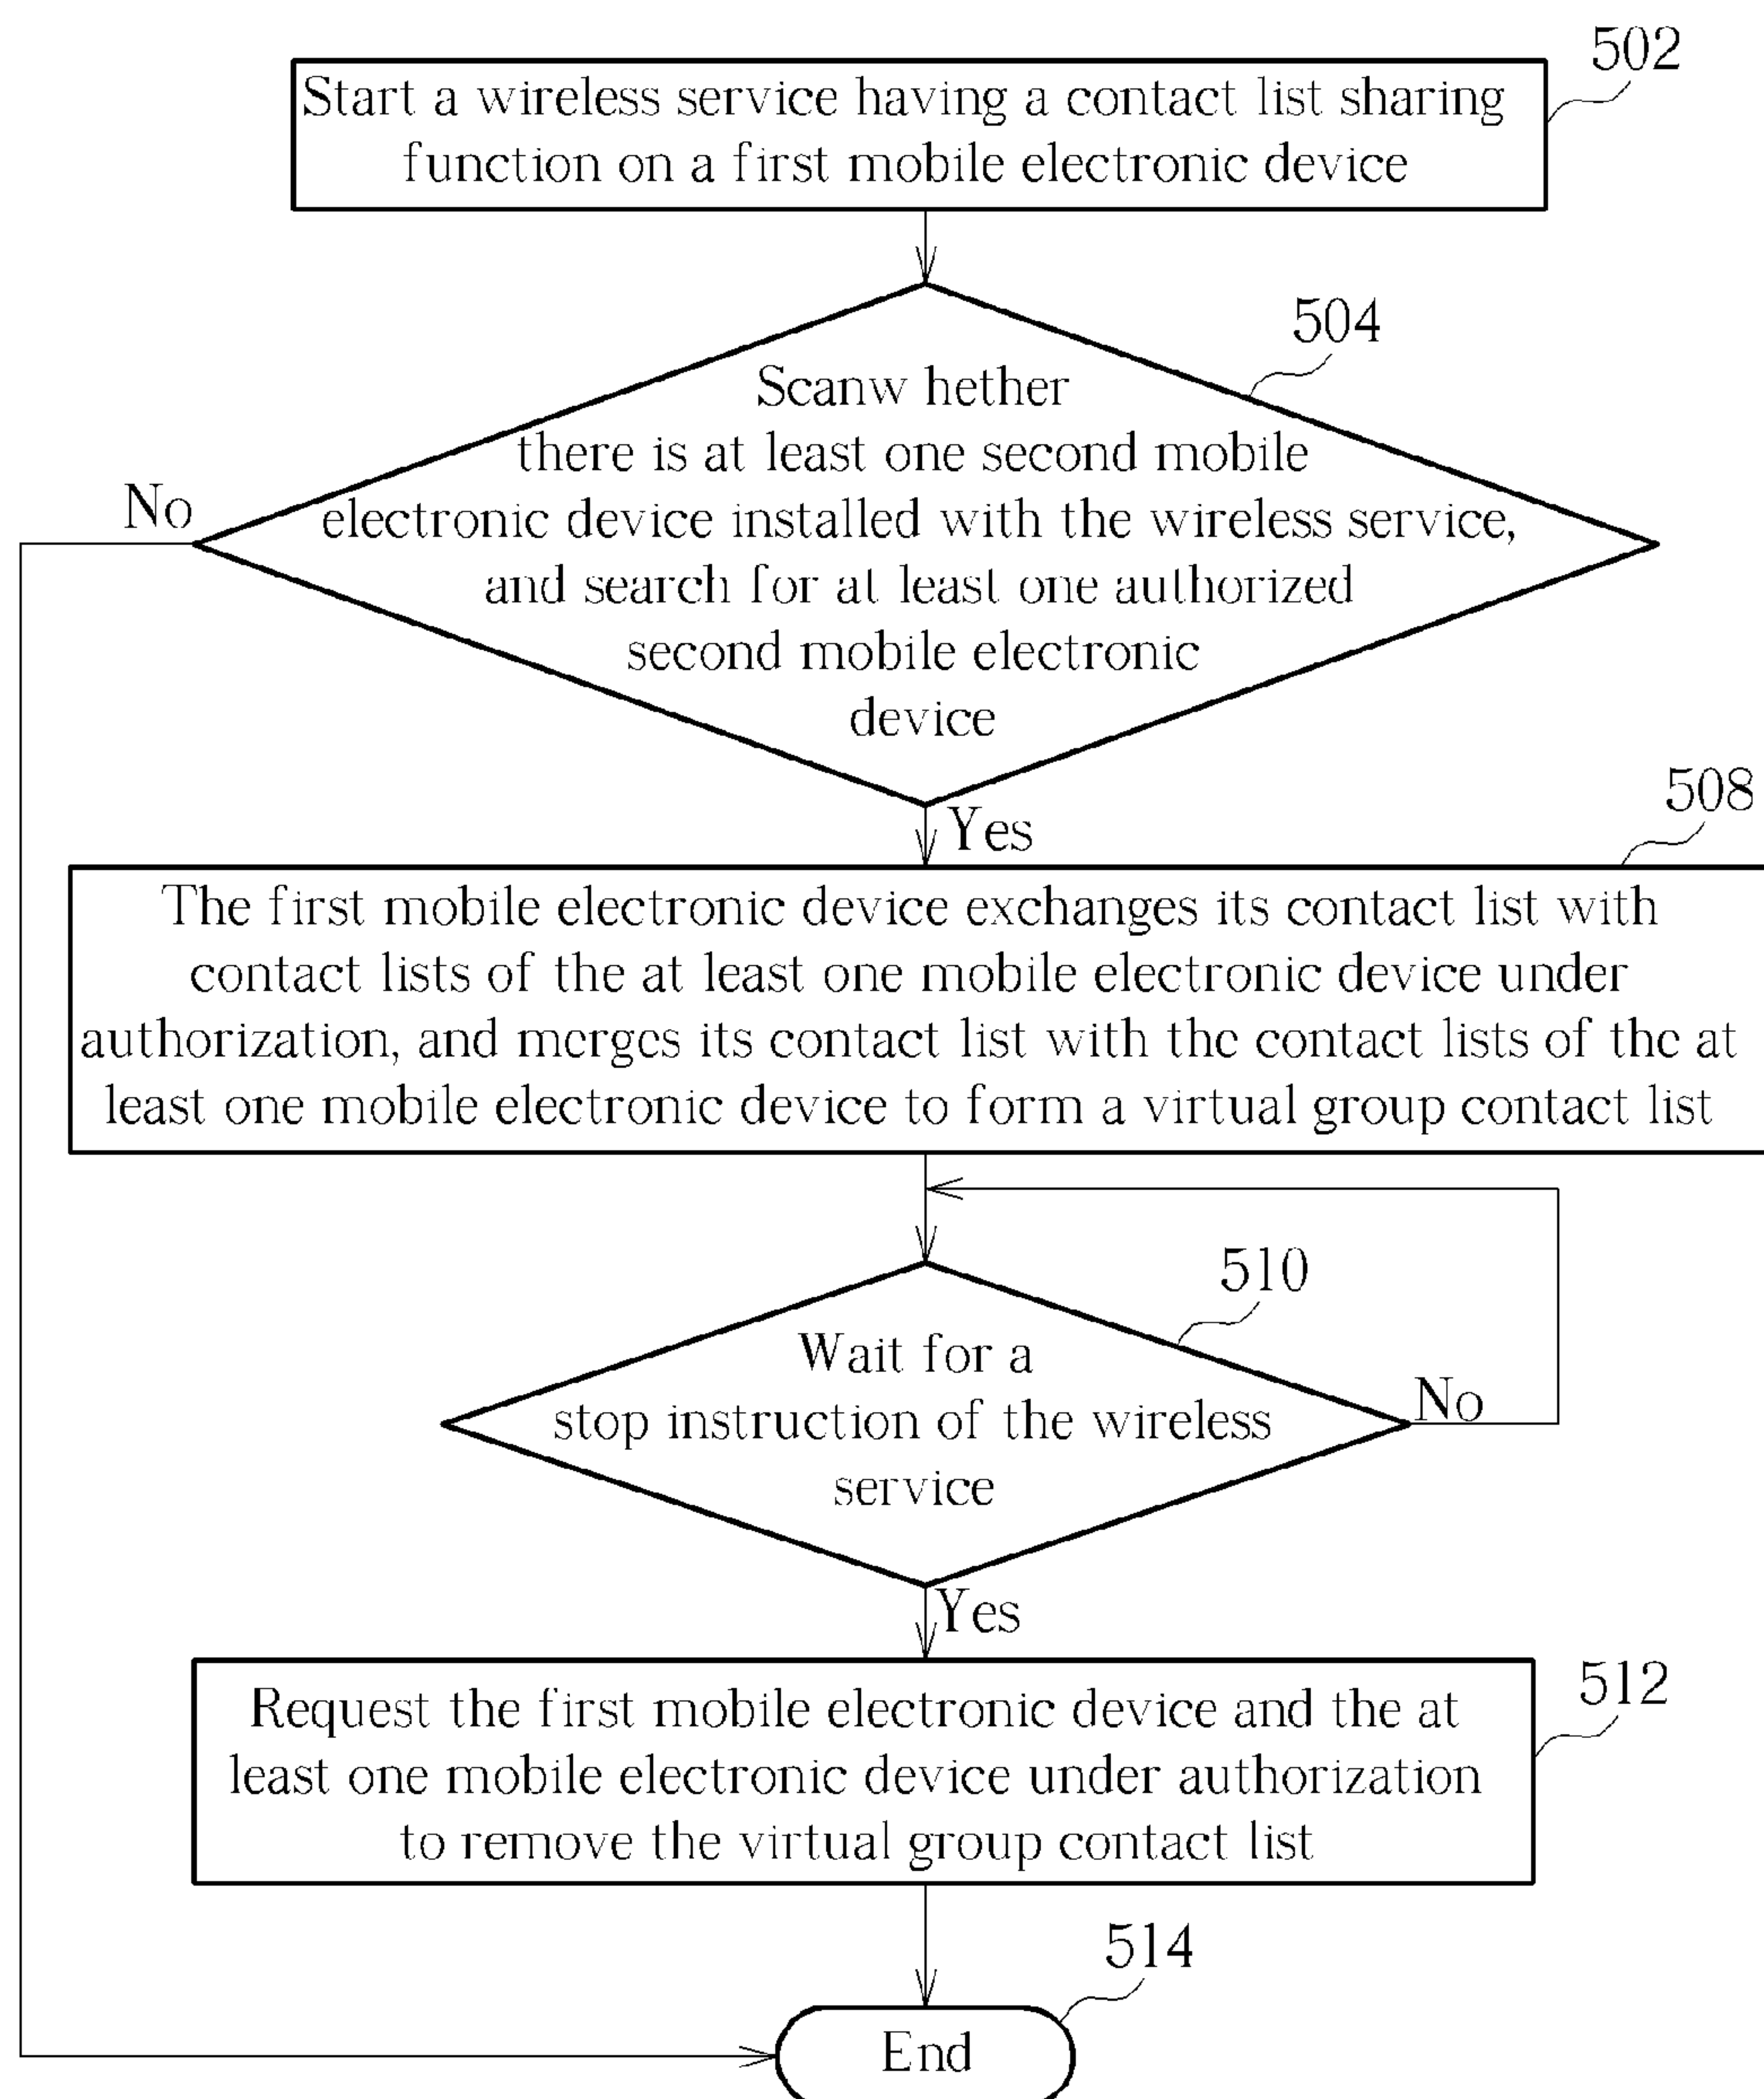 502
Start a wireless service having a contact list sharing
function on a first mobile electronic device
504
Scanw hether
there is at least one second mobile
No
electronic device installed with the wireless service,
and search for at least one authorized
second mobile electronic
device
508
Yes
The first mobile electronic device exchanges its contact list with
contact lists of the at least one mobile electronic device under
authorization, and merges its contact list with the contact lists of the at
least one mobile electronic device to form a virtual group contact list
510
Wait for a
No
stop instruction of the wireless
service
Yes
512
Request the first mobile electronic device and the at
least one mobile electronic device under authorization
to remove the virtual group contact list
514
End